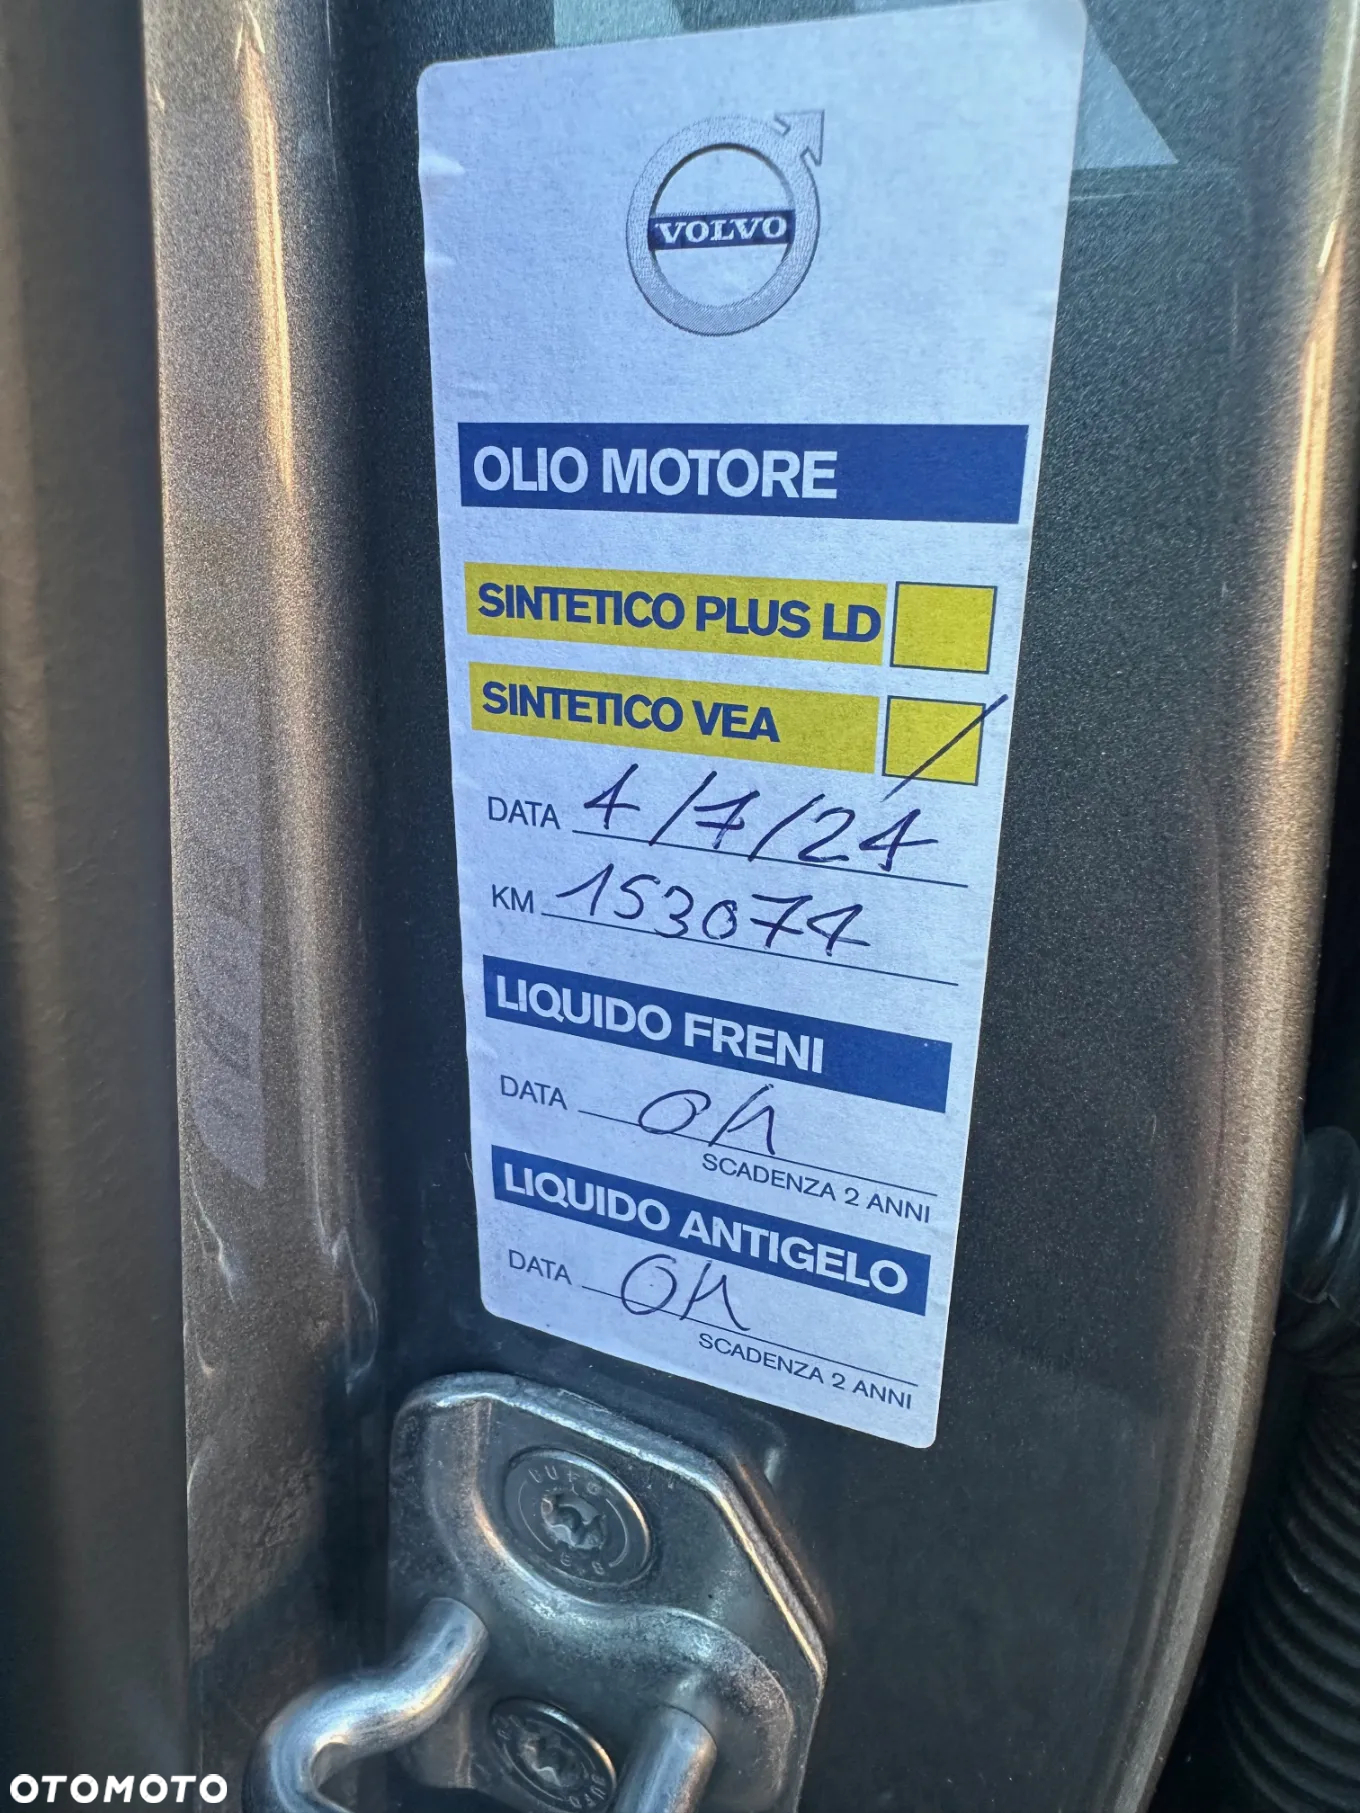 VOLVO
OLIO MOTORE
SINTETICO PLUS LD
SINTETICO VEA
DATA 4/7/24
KM 153074
LIQUIDO FRENI
DATA Ok
SCADENZA 2 ANNI
LIQUIDO ANTIGELO
DATA Ok
SCADENZA 2 ANNI
OTOMOTO